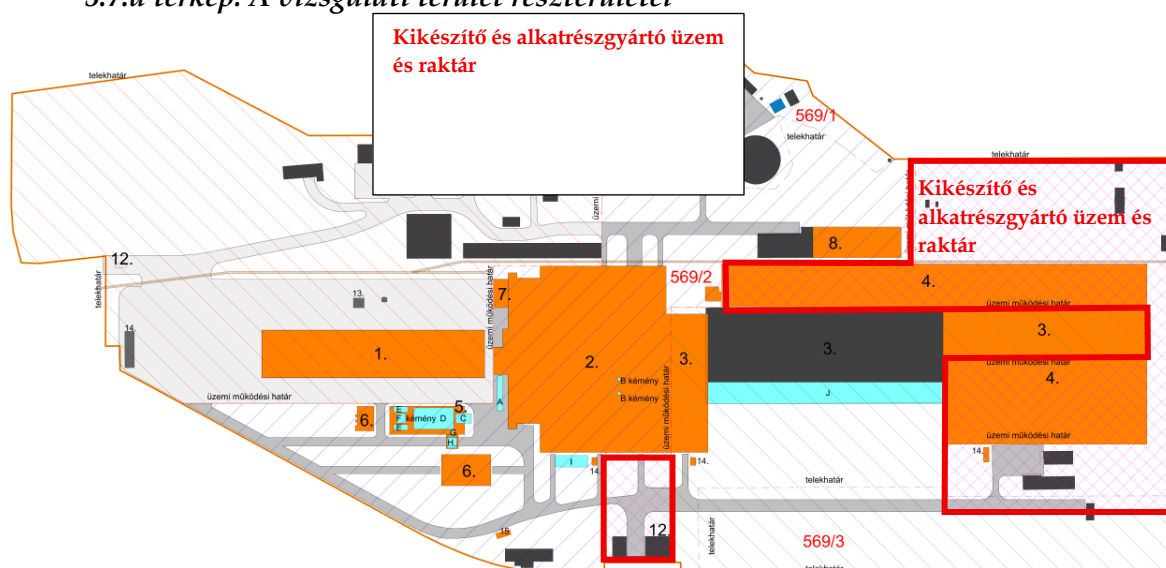 3.7.a térkép. A vizsgálati terület részterületei
Kikészítő és alkatrészgyártó üzem
és raktár
telekhatár
569/1
telekhatár
telekhatár
Kikészítő és
alkatrészgyártó üzem és
raktár
üzemi
8.
12.
telekhatár
569/2
4.
üzemi működési határ
7.
13.
üzemi működési határ
14.
1.
2.
3.
3.
3.
üzemi működési határ
4.
B kémény
B kémény
J
A
üzemi működési határ
üzemi működési határ
5.
6.
E
F
E
kémény D
C
G
H
üzemi működési határ
6.
I
14.
14.
14.
telekhatár
15.
12.
telekhatár
569/3
telekhatár